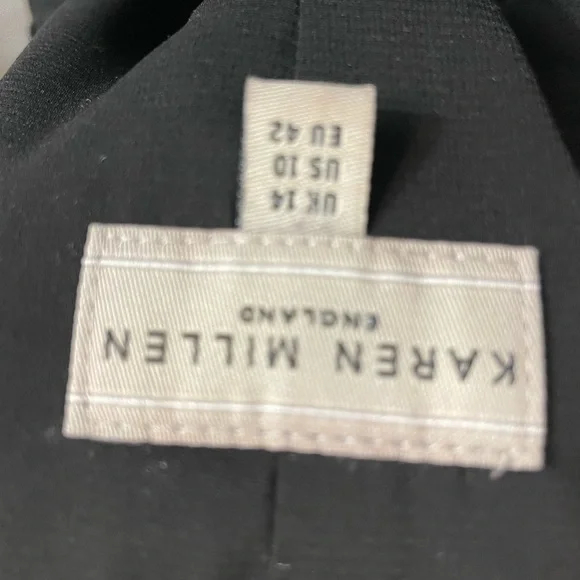 KAREN MILLEN
ENGLAND
UK 14
US 10
EU 42